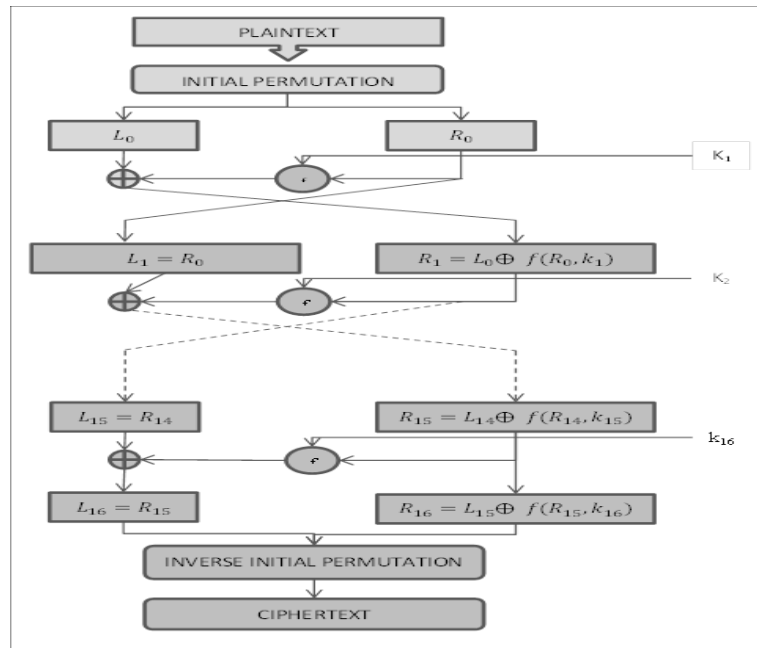 PLAINTEXT
INITIAL PERMUTATION
L₀
R₀
K₁
f
L₁ = R₀
R₁ = L₀⊕ f(R₀, k₁)
K₂
f
L₁₅ = R₁₄
R₁₅ = L₁₄⊕ f(R₁₄, k₁₅)
k₁₆
f
L₁₆ = R₁₅
R₁₆ = L₁₅⊕ f(R₁₅, k₁₆)
INVERSE INITIAL PERMUTATION
CIPHERTEXT